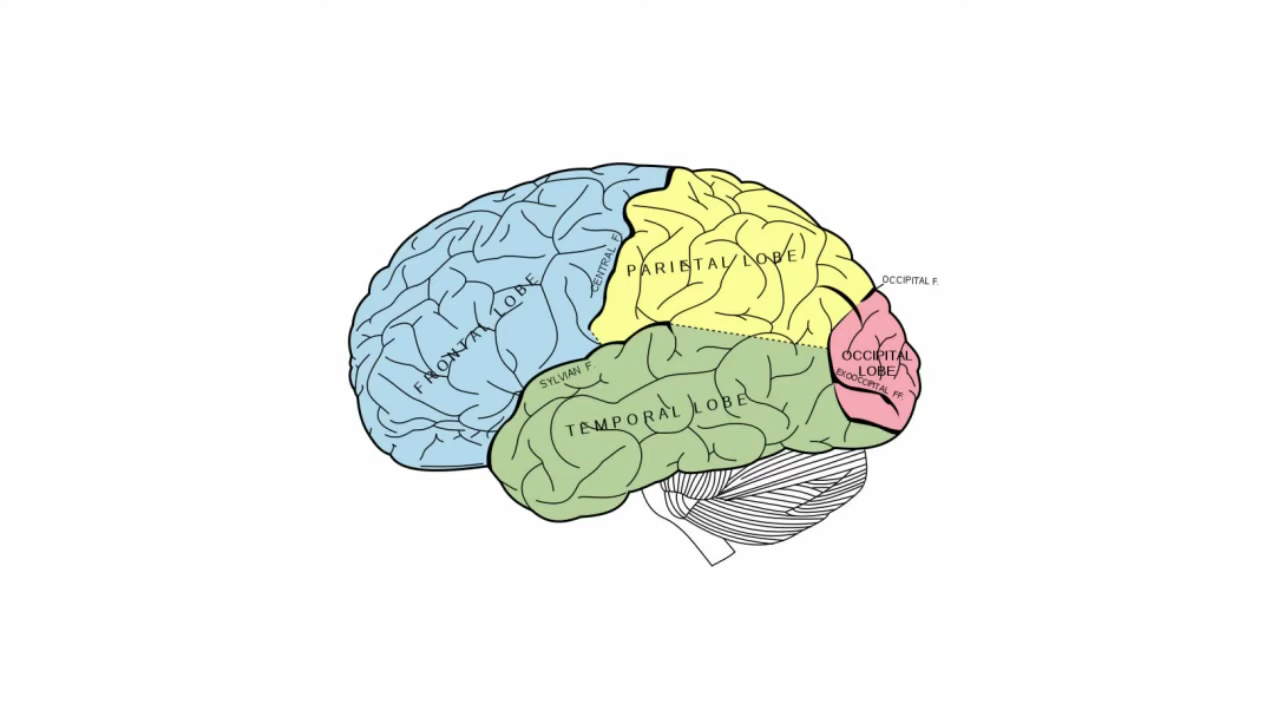 CENTRAL F.
PARIETAL LOBE
OCCIPITAL F.
FRONTAL LOBE
OCCIPITAL
LOBE
EXOOCCIPITAL FF.
SYLVIAN F.
TEMPORAL LOBE